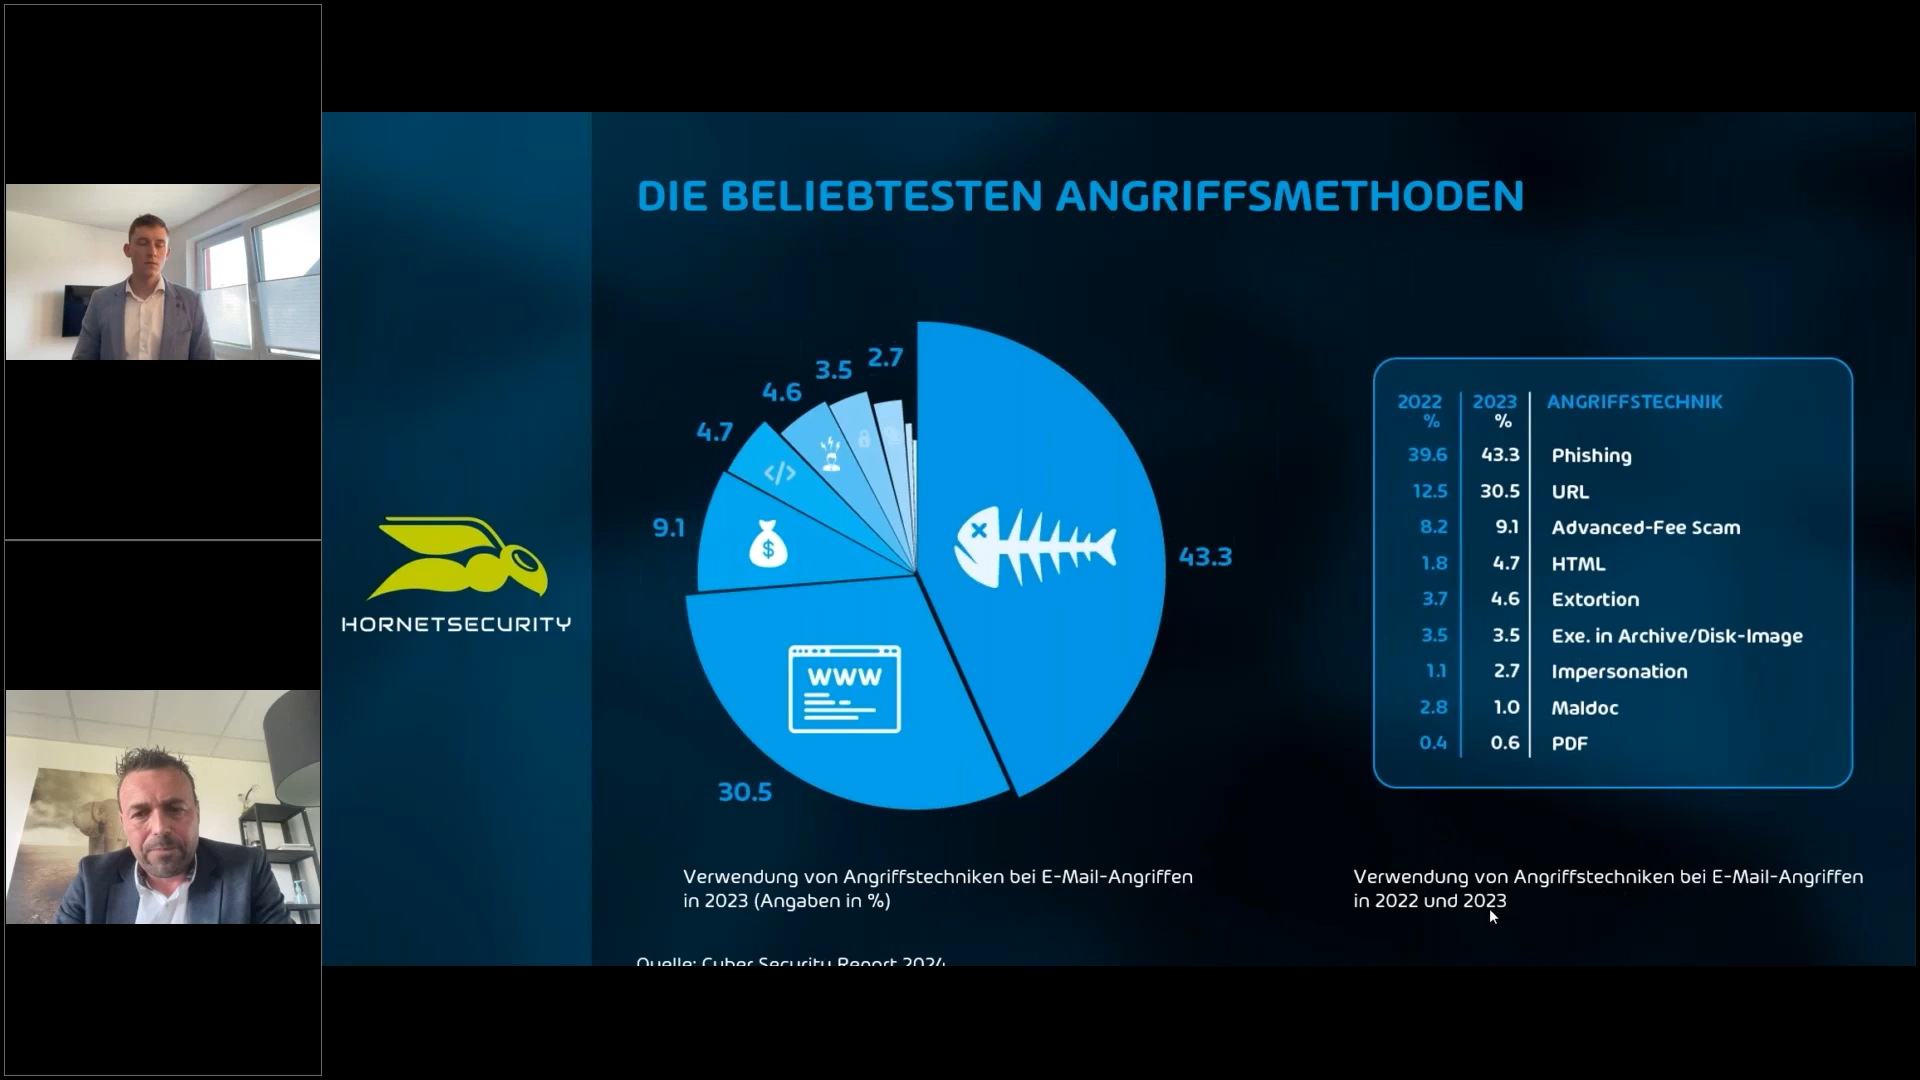 DIE BELIEBTESTEN ANGRIFFSMETHODEN
HORNETSECURITY
2.7
3.5
4.6
4.7
9.1
43.3
30.5
WWW
$
</>
2022 2023 ANGRIFFSTECHNIK
% %
39.6 43.3 Phishing
12.5 30.5 URL
8.2 9.1 Advanced-Fee Scam
1.8 4.7 HTML
3.7 4.6 Extortion
3.5 3.5 Exe. in Archive/Disk-Image
1.1 2.7 Impersonation
2.8 1.0 Maldoc
0.4 0.6 PDF
Verwendung von Angriffstechniken bei E-Mail-Angriffen
in 2023 (Angaben in %)
Verwendung von Angriffstechniken bei E-Mail-Angriffen
in 2022 und 2023
Quelle: Cyber Security Report 2024